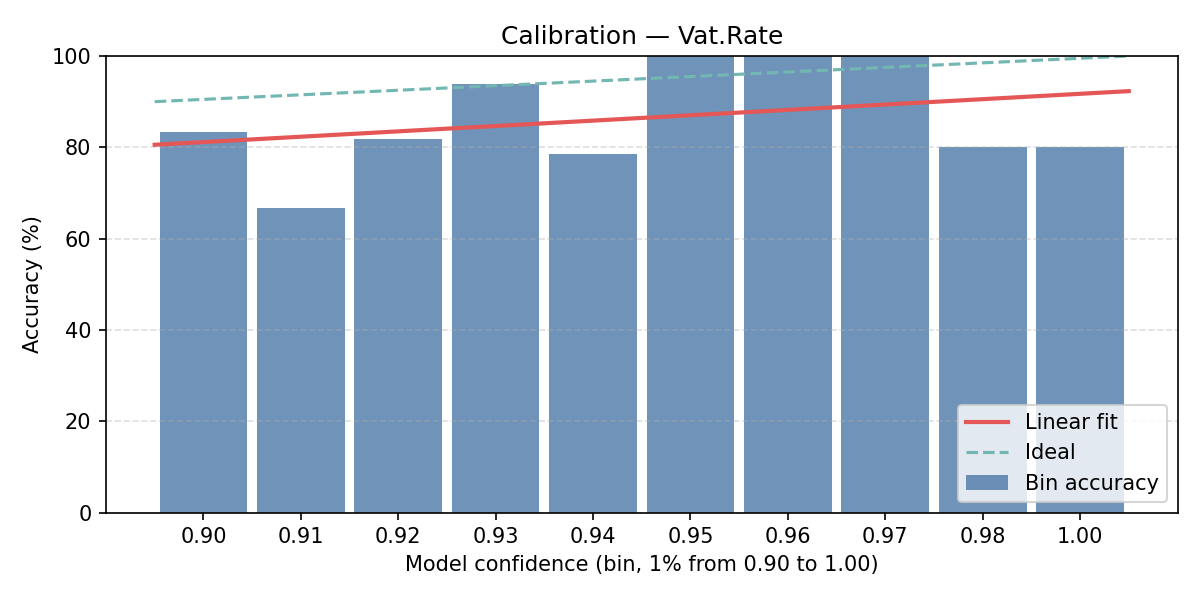 Calibration — Vat.Rate
Accuracy (%)
100
80
60
40
20
0
Linear fit
Ideal
Bin accuracy
0.90 0.91 0.92 0.93 0.94 0.95 0.96 0.97 0.98 1.00
Model confidence (bin, 1% from 0.90 to 1.00)